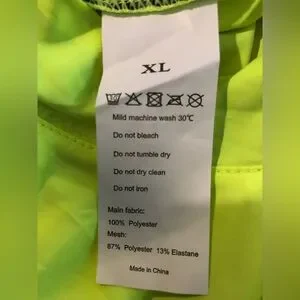 XL
Mild machine wash 30℃
Do not bleach
Do not tumble dry
Do not dry clean
Do not iron
Main fabric:
100% Polyester
Mesh:
87% Polyester 13% Elastane
Made in China